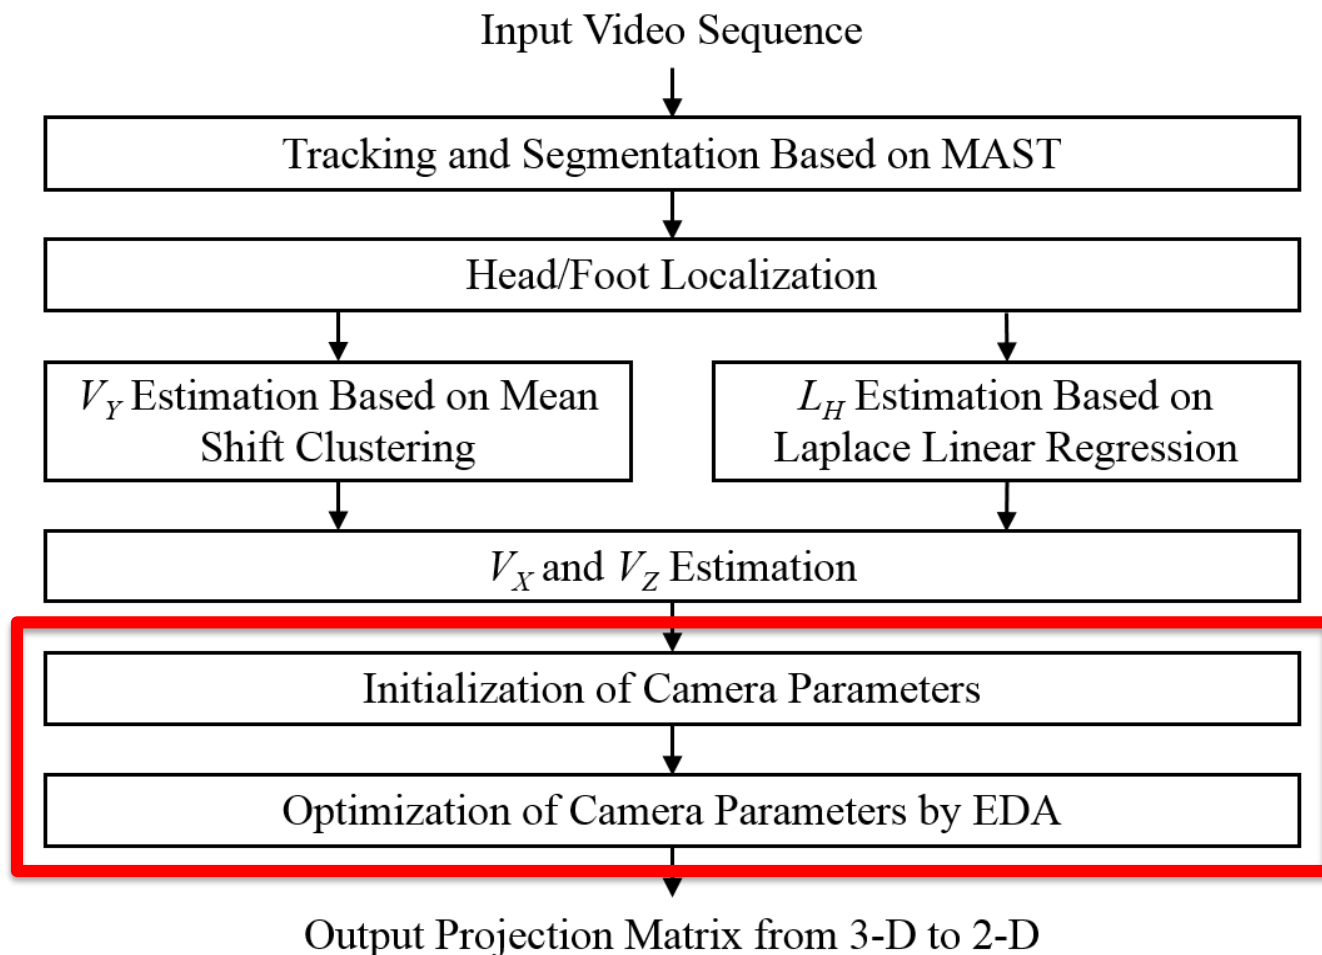 Input Video Sequence
Tracking and Segmentation Based on MAST
Head/Foot Localization
V_Y Estimation Based on Mean
Shift Clustering
L_H Estimation Based on
Laplace Linear Regression
V_X and V_Z Estimation
Initialization of Camera Parameters
Optimization of Camera Parameters by EDA
Output Projection Matrix from 3-D to 2-D